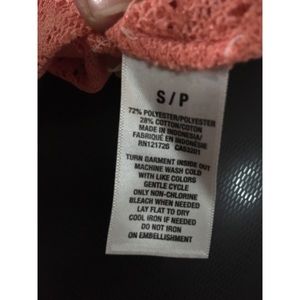 S / P
72% POLYESTER/POLYESTER
28% COTTON/COTTON
MADE IN INDONESIA/
FABRIQUÉ EN INDONÉSIE
RN121726 CA53201
TURN GARMENT INSIDE OUT
MACHINE WASH COLD
WITH LIKE COLORS
GENTLE CYCLE
ONLY NON-CHLORINE
BLEACH WHEN NEEDED
LAY FLAT TO DRY
COOL IRON IF NEEDED
DO NOT IRON
ON EMBELLISHMENT